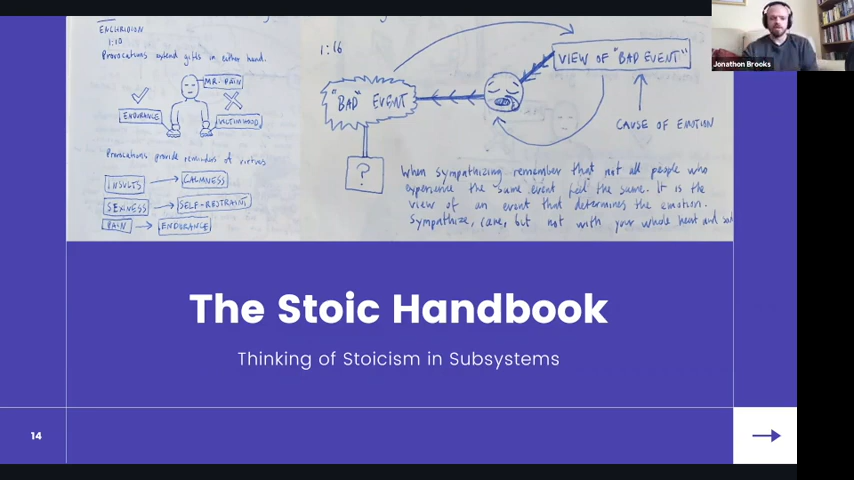 ENCHIRIDION
1:10
Provocations extend gifts in either hand.
MR. PAIN
ENDURANCE
VICTIMHOOD
Provocations provide reminders of virtues
INSULTS
CALMNESS
SEXINESS
SELF-RESTRAINT
PAIN
ENDURANCE
1:16
"BAD" EVENT
VIEW OF "BAD EVENT"
?
CAUSE OF EMOTION
When sympathizing remember that not all people who
experience the same event feel the same. It is the
view of an event that determines the emotion.
Sympathize, care, but not with your whole heart and
The Stoic Handbook
Thinking of Stoicism in Subsystems
14
Jonathon Brooks